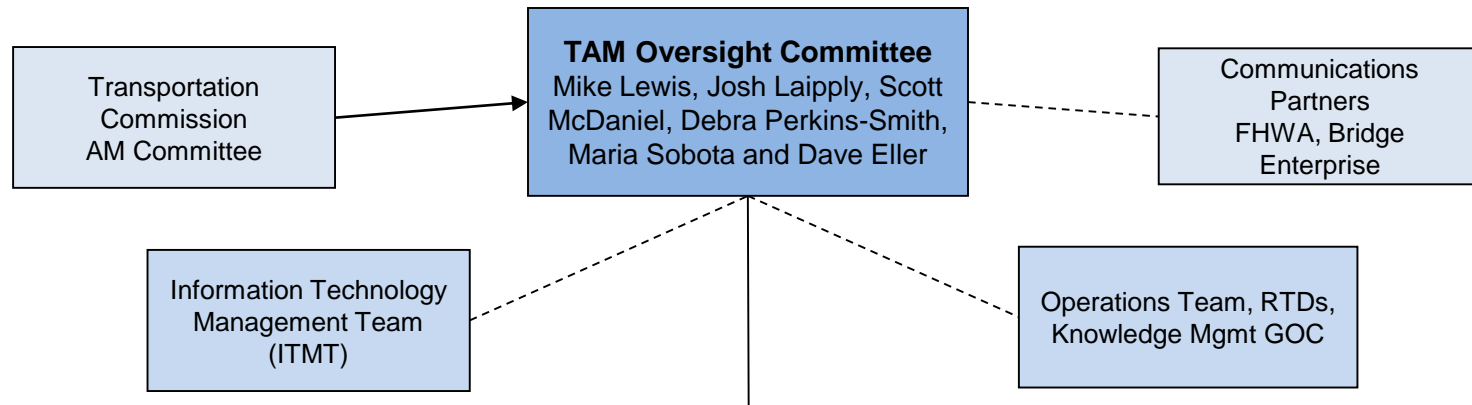 TAM Oversight Committee
Mike Lewis, Josh Laipply, Scott
McDaniel, Debra Perkins-Smith,
Maria Sobota and Dave Eller
Transportation
Commission
AM Committee
Communications
Partners
FHWA, Bridge
Enterprise
Information Technology
Management Team
(ITMT)
Operations Team, RTDs,
Knowledge Mgmt GOC